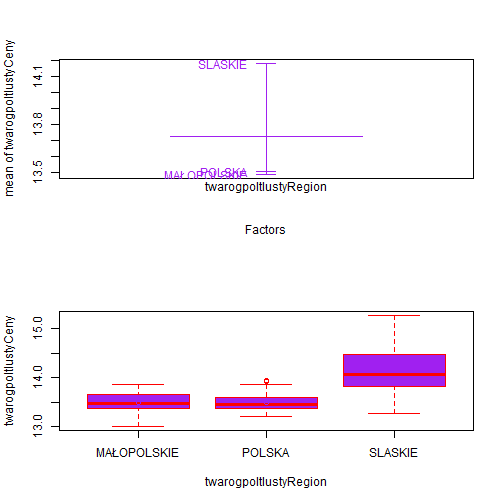 mean of twarogpoltlustyCeny
14.1
13.8
13.5
SLASKIE
POLSKA
MAŁOPOLSKIE
twarogpoltlustyRegion
Factors
twarogpoltlustyCeny
15.0
14.0
13.0
MAŁOPOLSKIE POLSKA SLASKIE
twarogpoltlustyRegion